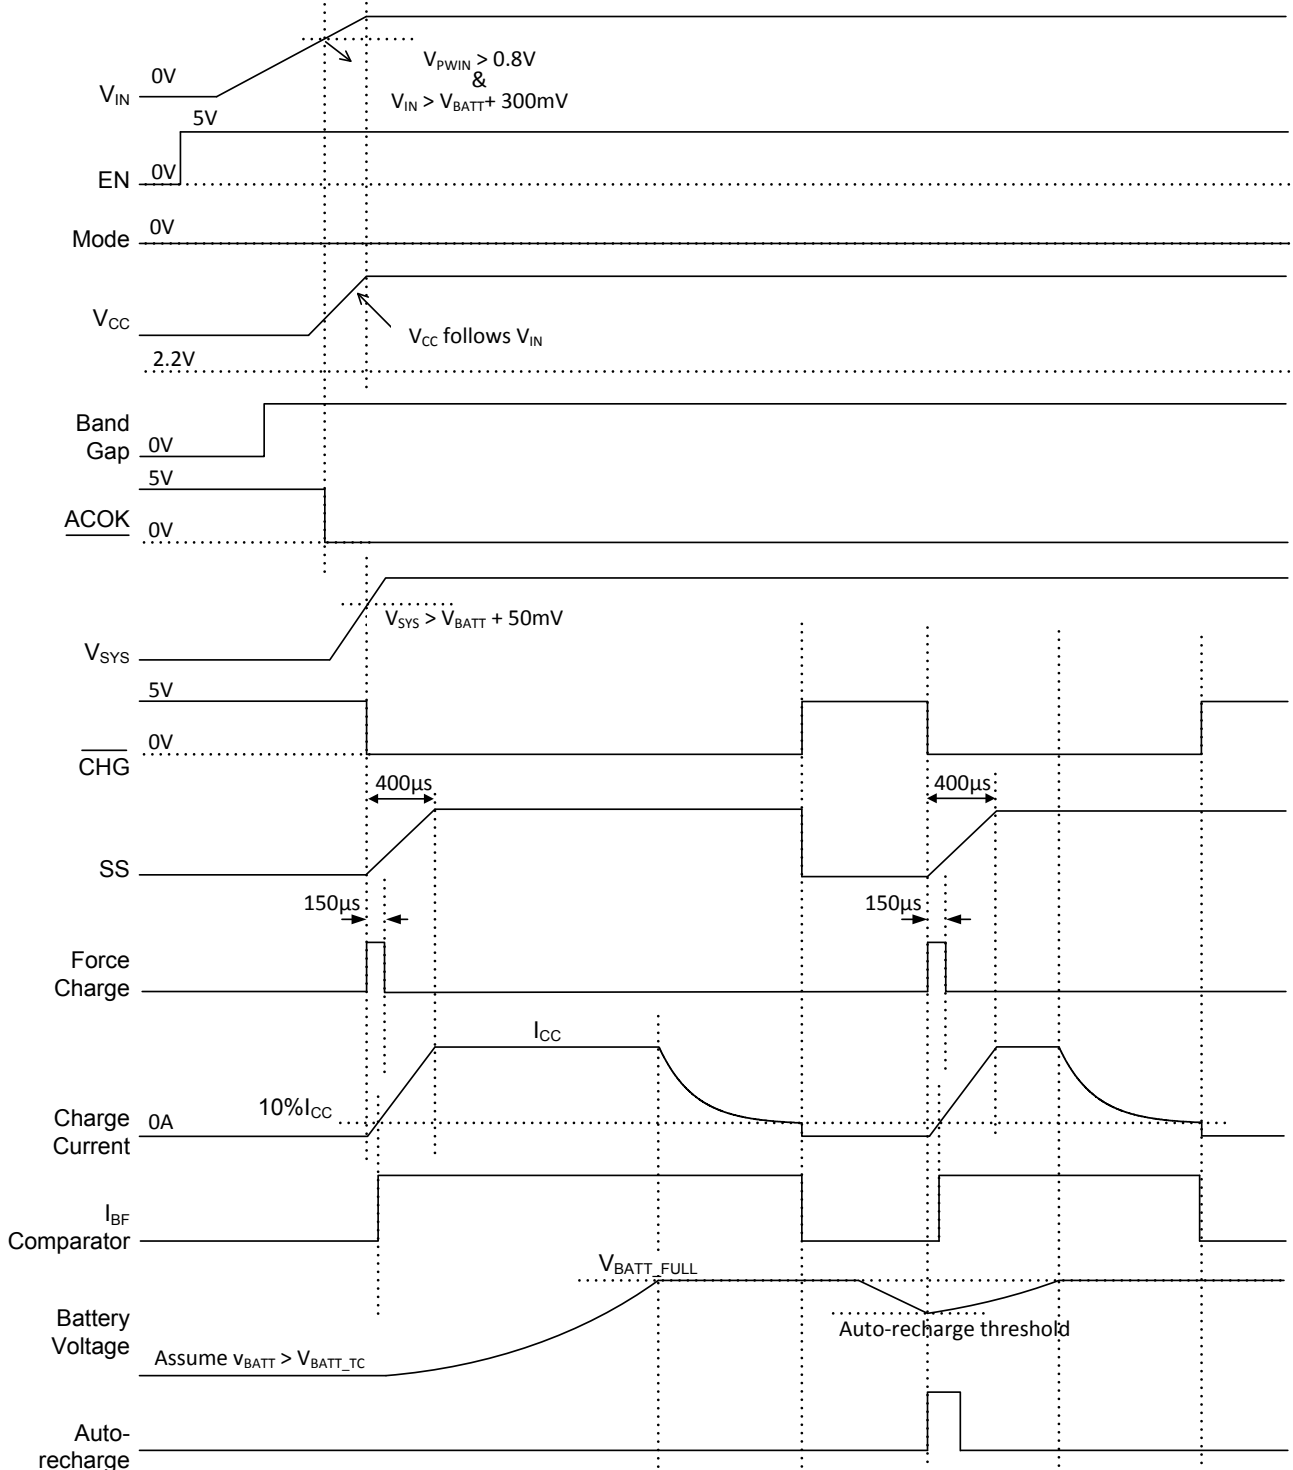 V_IN 0V
V_PWIN > 0.8V
&
V_IN > V_BATT + 300mV
5V
EN 0V
Mode 0V
V_CC
V_CC follows V_IN
2.2V
Band
Gap 0V
5V
ACOK 0V
V_SYS > V_BATT + 50mV
V_SYS
5V
0V
CHG
400µs 400µs
SS
150µs 150µs
Force
Charge
I_CC
10%I_CC
Charge
Current 0A
I_BF
Comparator
V_BATT_FULL
Battery
Voltage
Auto-recharge threshold
Assume v_BATT > V_BATT_TC
Auto-
recharge